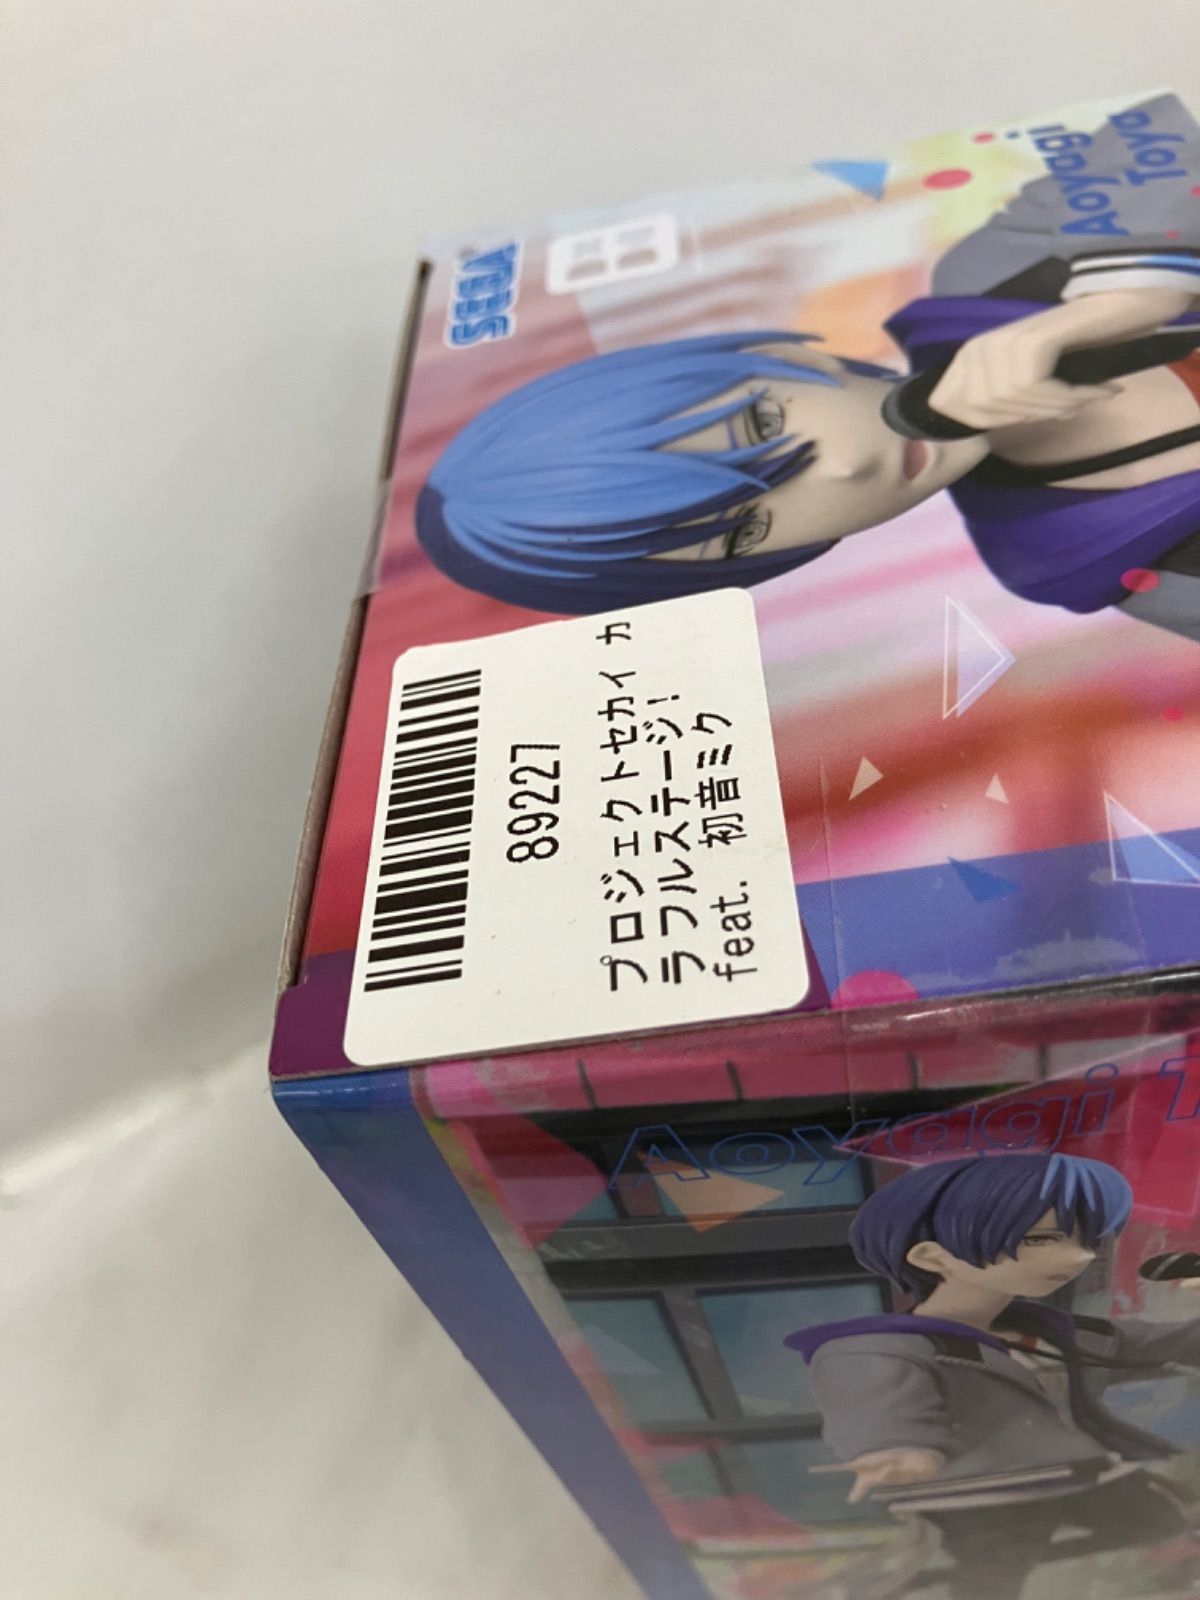 SEGA
Aoyagi
Toya
89227
プロジェクトセカイ カ
ラフルステージ！
feat. 初音ミク
Aoyagi T